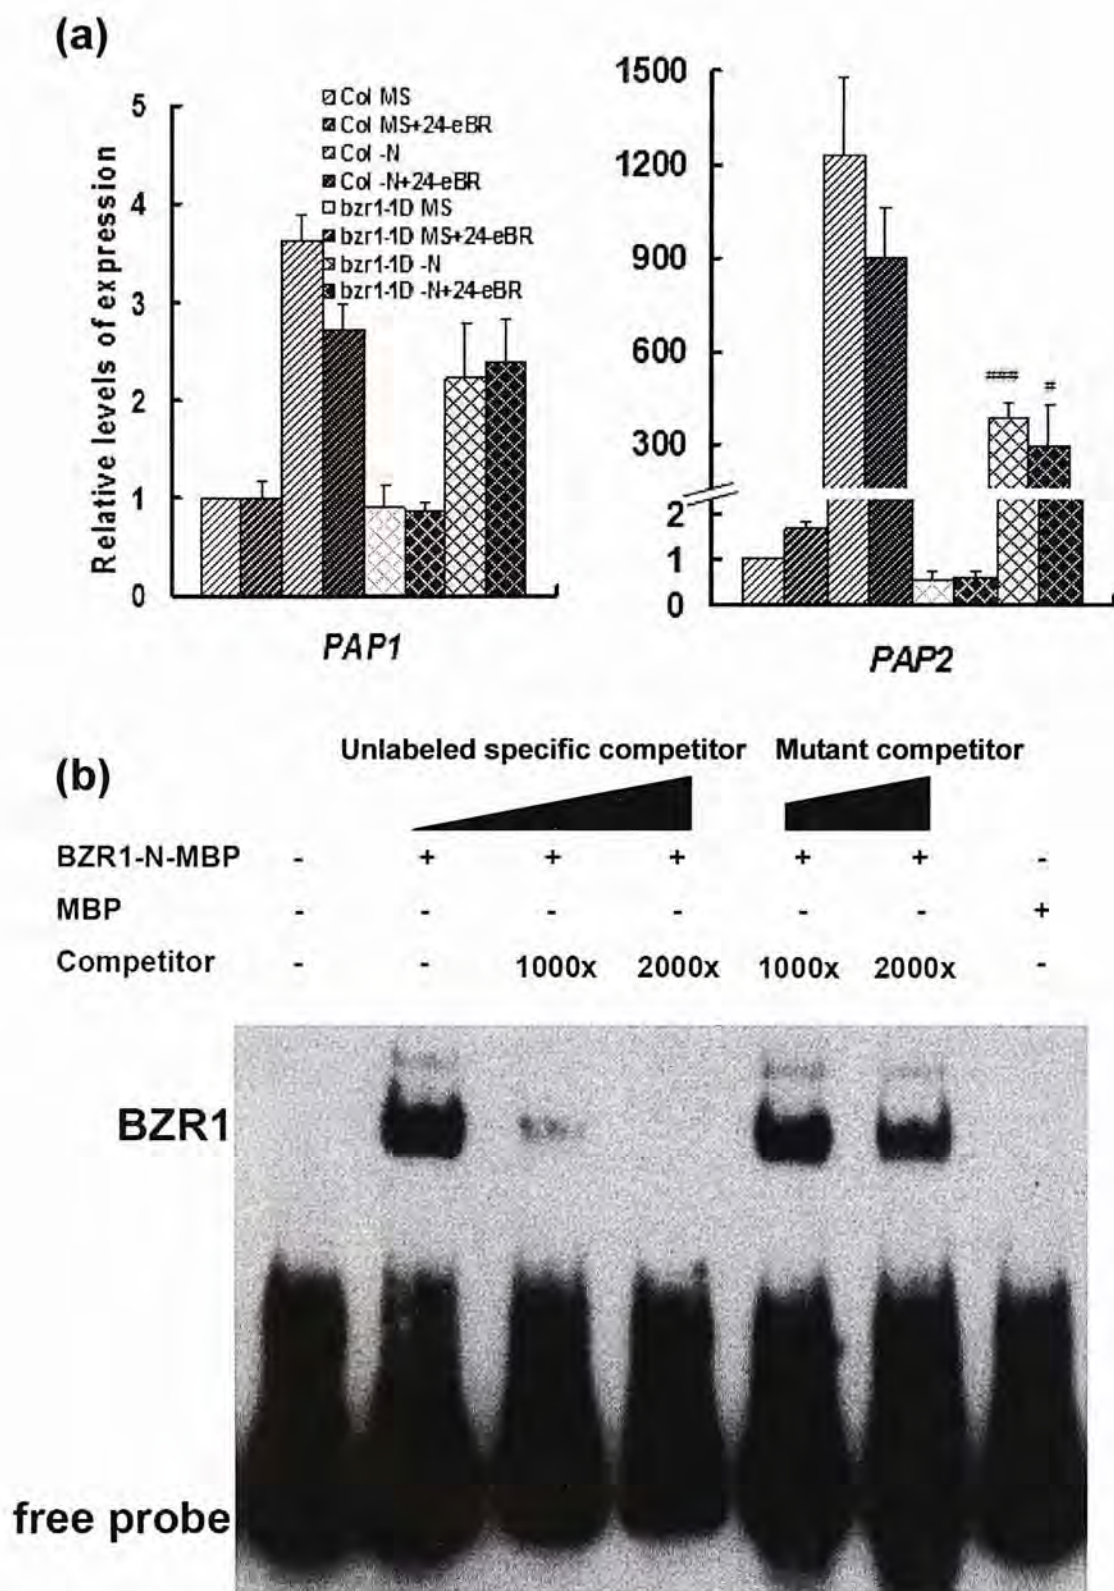 (a)
Relative levels of expression
5
4
3
2
1
0
Col MS
Col MS+24-eBR
Col -N
Col -N+24-eBR
bzr1-1D MS
bzr1-1D MS+24-eBR
bzr1-1D -N
bzr1-1D -N+24-eBR
PAP1
1500
1200
900
600
300
2
1
0
###
#
PAP2
(b)
Unlabeled specific competitor Mutant competitor
BZR1-N-MBP - + + + + + -
MBP - - - - - - +
Competitor - - 1000x 2000x 1000x 2000x -
BZR1
free probe